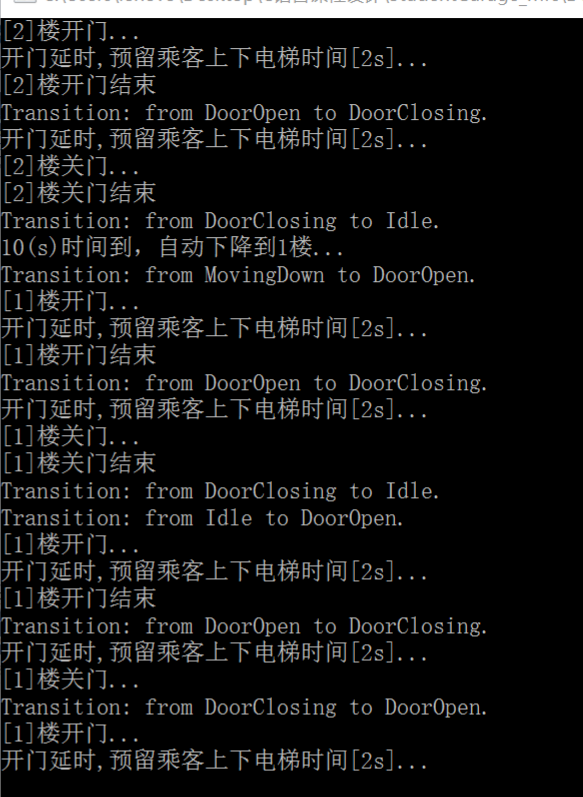 [2]楼开门...
开门延时,预留乘客上下电梯时间[2s]...
[2]楼开门结束
Transition: from DoorOpen to DoorClosing.
开门延时,预留乘客上下电梯时间[2s]...
[2]楼关门...
[2]楼关门结束
Transition: from DoorClosing to Idle.
10(s)时间到，自动下降到1楼...
Transition: from MovingDown to DoorOpen.
[1]楼开门...
开门延时,预留乘客上下电梯时间[2s]...
[1]楼开门结束
Transition: from DoorOpen to DoorClosing.
开门延时,预留乘客上下电梯时间[2s]...
[1]楼关门...
[1]楼关门结束
Transition: from DoorClosing to Idle.
Transition: from Idle to DoorOpen.
[1]楼开门...
开门延时,预留乘客上下电梯时间[2s]...
[1]楼开门结束
Transition: from DoorOpen to DoorClosing.
开门延时,预留乘客上下电梯时间[2s]...
[1]楼关门...
Transition: from DoorClosing to DoorOpen.
[1]楼开门...
开门延时,预留乘客上下电梯时间[2s]...